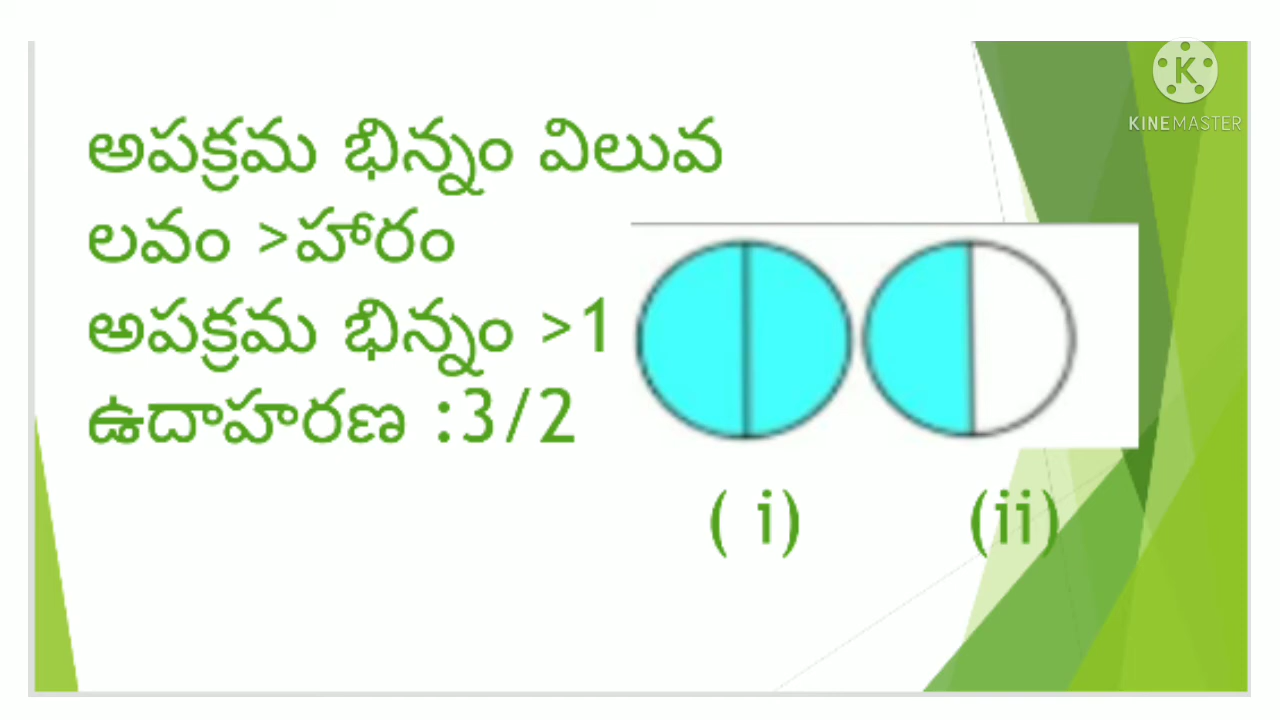 అపక్రమ భిన్నం విలువ
లవం >హారం
అపక్రమ భిన్నం >1
ఉదాహరణ :3/2
( i) (ii)
K
KINEMASTER